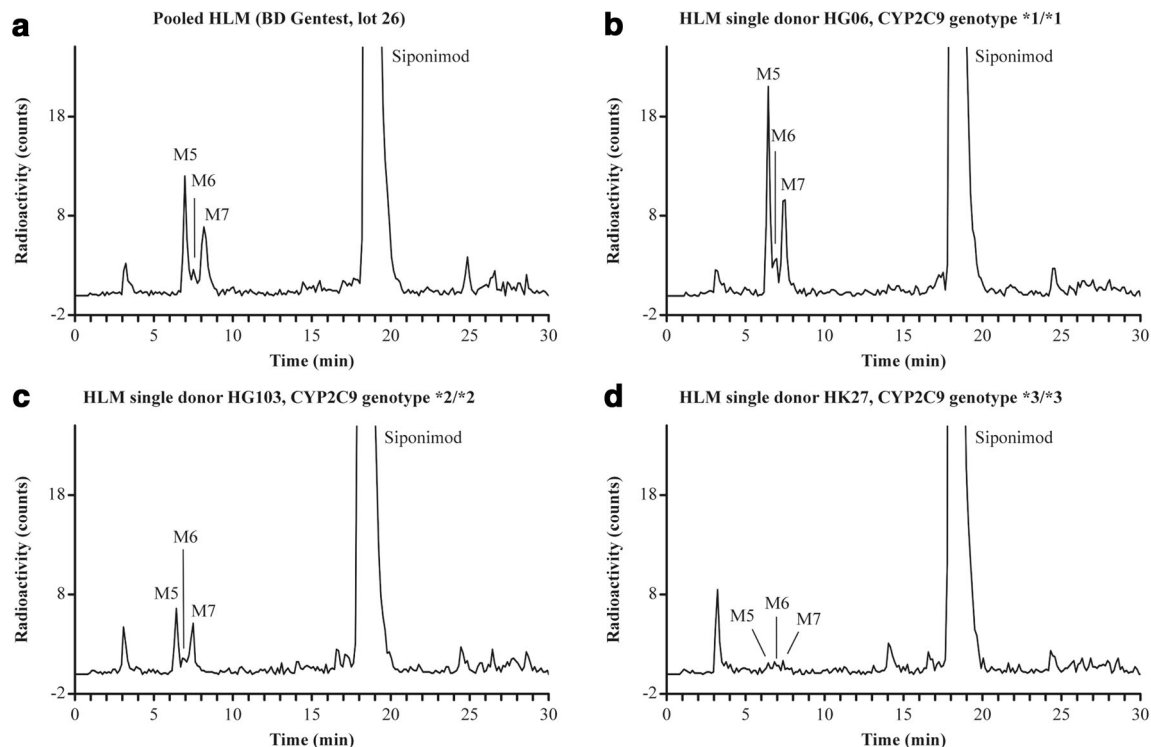 a
Pooled HLM (BD Gentest, lot 26)
Radioactivity (counts)
18
8
-2
M5
M6
M7
Siponimod
0 5 10 15 20 25 30
Time (min)
b
HLM single donor HG06, CYP2C9 genotype *1/*1
Radioactivity (counts)
18
8
-2
M5
M6
M7
Siponimod
0 5 10 15 20 25 30
Time (min)
c
HLM single donor HG103, CYP2C9 genotype *2/*2
Radioactivity (counts)
18
8
-2
M6
M5
M7
Siponimod
0 5 10 15 20 25 30
Time (min)
d
HLM single donor HK27, CYP2C9 genotype *3/*3
Radioactivity (counts)
18
8
-2
M5
M6
M7
Siponimod
0 5 10 15 20 25 30
Time (min)